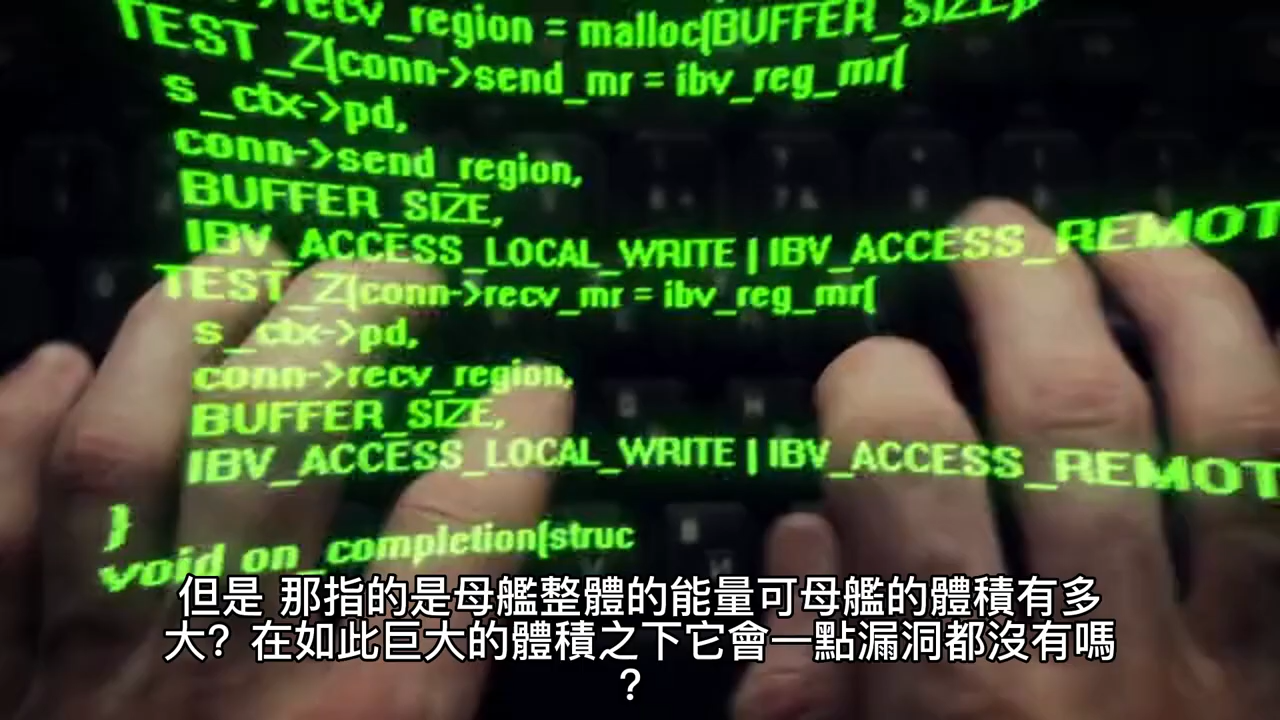 recv_region = malloc(BUFFER_SIZE));
TEST_Z(conn->send_mr = ibv_reg_mr(
s_ctx->pd,
conn->send_region,
BUFFER_SIZE,
IBV_ACCESS_LOCAL_WRITE | IBV_ACCESS_REMOT
TEST_Z(conn->recv_mr = ibv_reg_mr(
s_ctx->pd,
conn->recv_region,
BUFFER_SIZE,
IBV_ACCESS_LOCAL_WRITE | IBV_ACCESS_REMOT
}
void on_completion(struc
但是 那指的是母艦整體的能量可母艦的體積有多
大？在如此巨大的體積之下它會一點漏洞都沒有嗎
？